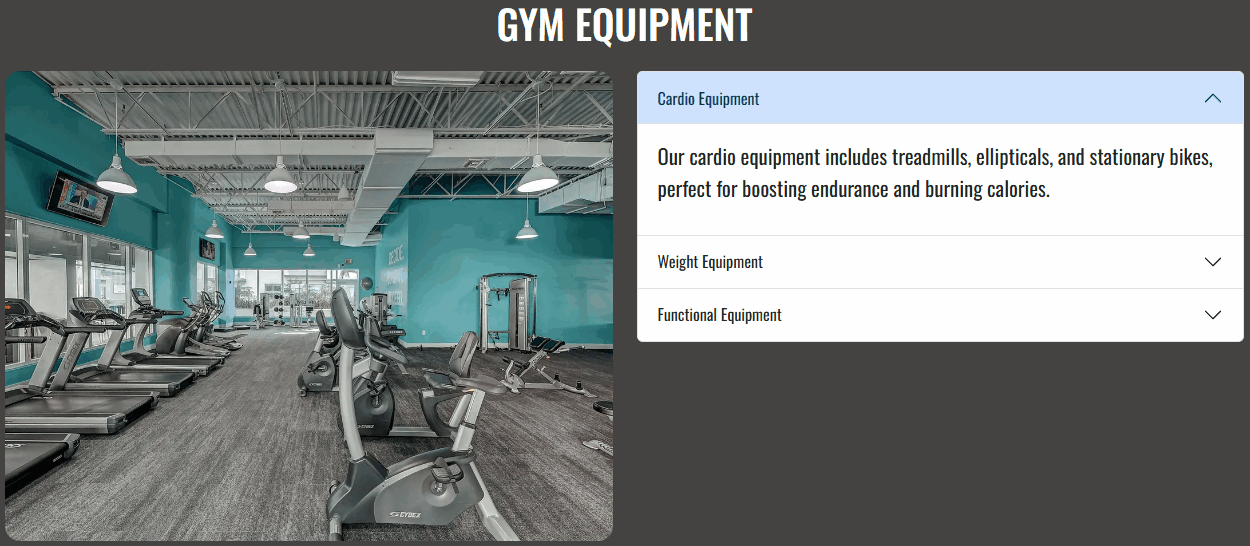 GYM EQUIPMENT
Cardio Equipment
Our cardio equipment includes treadmills, ellipticals, and stationary bikes,
perfect for boosting endurance and burning calories.
Weight Equipment
Functional Equipment
CYBEX